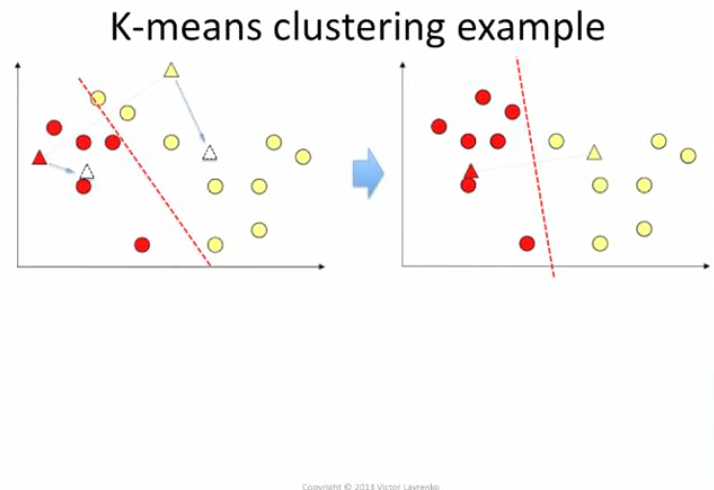 K-means clustering example
Copyright © 2013 Victor Lavrenko